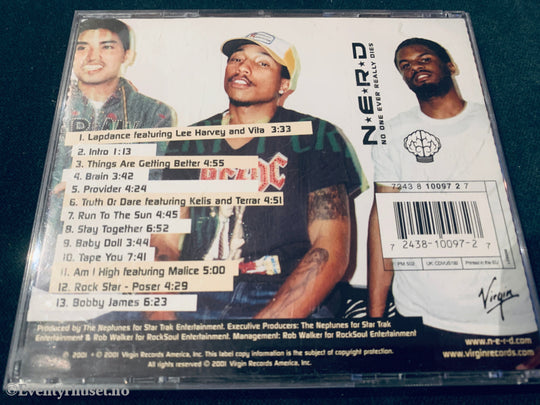 N★E★R★D
NO ONE EVER REALLY DIES
1. Lapdance featuring Lee Harvey and Vita 3:33
2. Intro 1:13
3. Things Are Getting Better 4:55
4. Brain 3:42
5. Provider 4:24
6. Truth Or Dare featuring Kelis and Terrar 4:51
7. Run To The Sun 4:45
8. Stay Together 6:52
9. Baby Doll 3:44
10. Tape You 7:41
11. Am I High featuring Malice 5:00
12. Rock Star - Poser 4:29
13. Bobby James 6:23
7243 8 10097 2 7
7 2438-10097-2 7
PM 502
UK CDVUS196
Printed in the EU
Virgin
Produced by The Neptunes for Star Trak Entertainment. Executive Producers: The Neptunes for Star Trak
Entertainment & Rob Walker for RockSoul Entertainment. Management: Rob Walker for RockSoul Entertainment
℗ 2001 • © 2001 Virgin Records America, Inc. This label copy information is the subject of copyright protection.
All rights reserved © 2001 Virgin Records America, Inc.
www.n-e-r-d.com
www.virginrecords.com
©Eventyrhuset.no